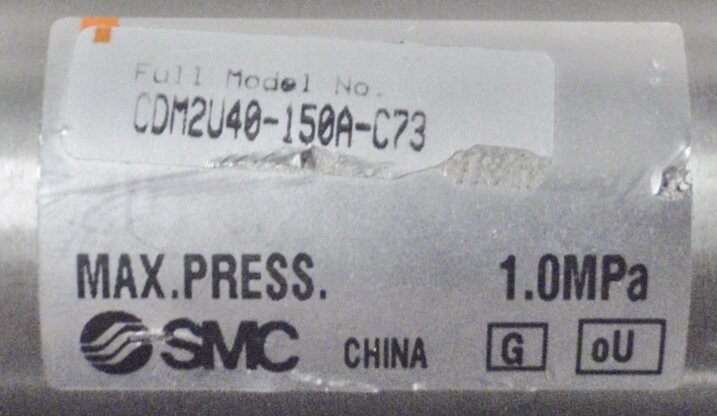 Full Model No.
CDM2U40-150A-C73
MAX.PRESS. 1.0MPa
SMC CHINA G oU